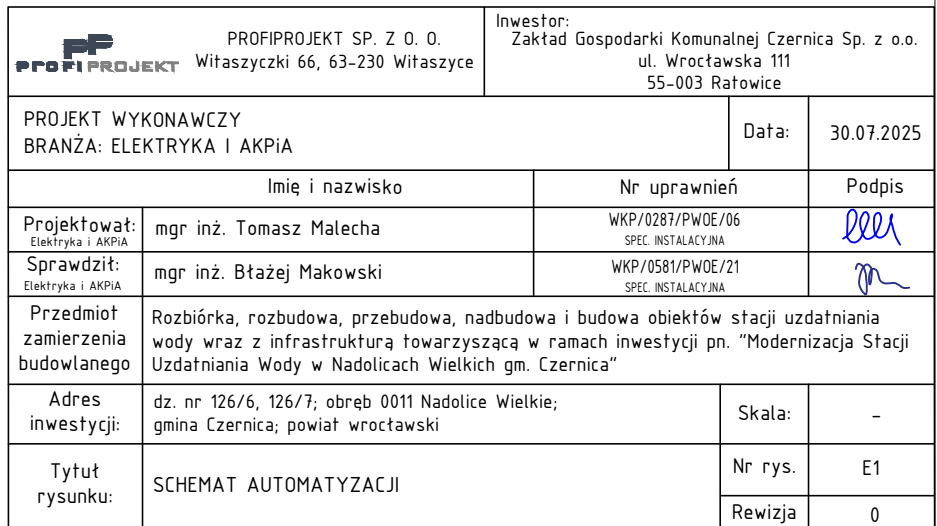 PP
PROFIPROJEKT
PROFIPROJEKT SP. Z O. O.
Witaszyczki 66, 63-230 Witaszyce
Inwestor:
Zakład Gospodarki Komunalnej Czernica Sp. z o.o.
ul. Wrocławska 111
55-003 Ratowice
PROJEKT WYKONAWCZY
BRANŻA: ELEKTRYKA I AKPiA
Data:
30.07.2025
Imię i nazwisko
Nr uprawnień
Podpis
Projektował:
Elektryka i AKPiA
mgr inż. Tomasz Malecha
WKP/0287/PWOE/06
SPEC. INSTALACYJNA
Sprawdził:
Elektryka i AKPiA
mgr inż. Błażej Makowski
WKP/0581/PWOE/21
SPEC. INSTALACYJNA
Przedmiot
zamierzenia
budowlanego
Rozbiórka, rozbudowa, przebudowa, nadbudowa i budowa obiektów stacji uzdatniania
wody wraz z infrastrukturą towarzyszącą w ramach inwestycji pn. "Modernizacja Stacji
Uzdatniania Wody w Nadolicach Wielkich gm. Czernica"
Adres
inwestycji:
dz. nr 126/6, 126/7; obręb 0011 Nadolice Wielkie;
gmina Czernica; powiat wrocławski
Skala:
-
Tytuł
rysunku:
SCHEMAT AUTOMATYZACJI
Nr rys.
E1
Rewizja
0